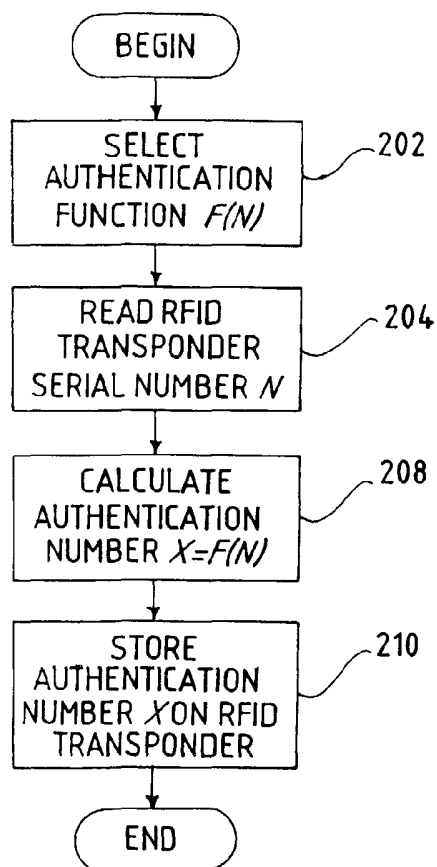 BEGIN
SELECT
AUTHENTICATION
FUNCTION F(N)
202
READ RFID
TRANSPONDER
SERIAL NUMBER N
204
CALCULATE
AUTHENTICATION
NUMBER X=F(N)
208
STORE
AUTHENTICATION
NUMBER X ON RFID
TRANSPONDER
210
END